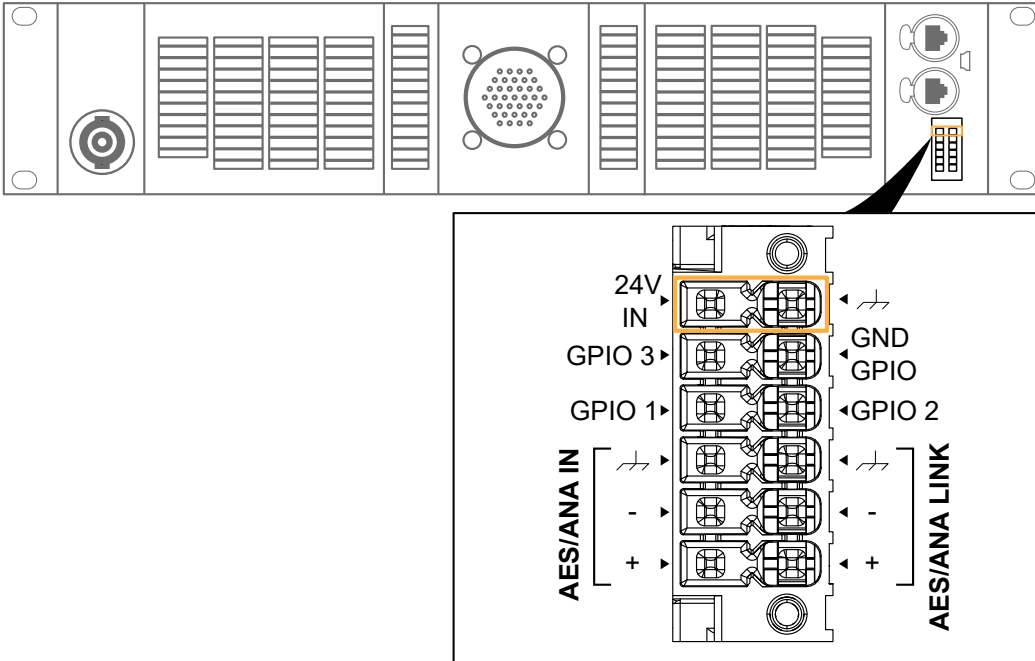 24V
IN
GPIO 3
GND
GPIO
GPIO 1
GPIO 2
AES/ANA IN
-
+
-
+
AES/ANA LINK